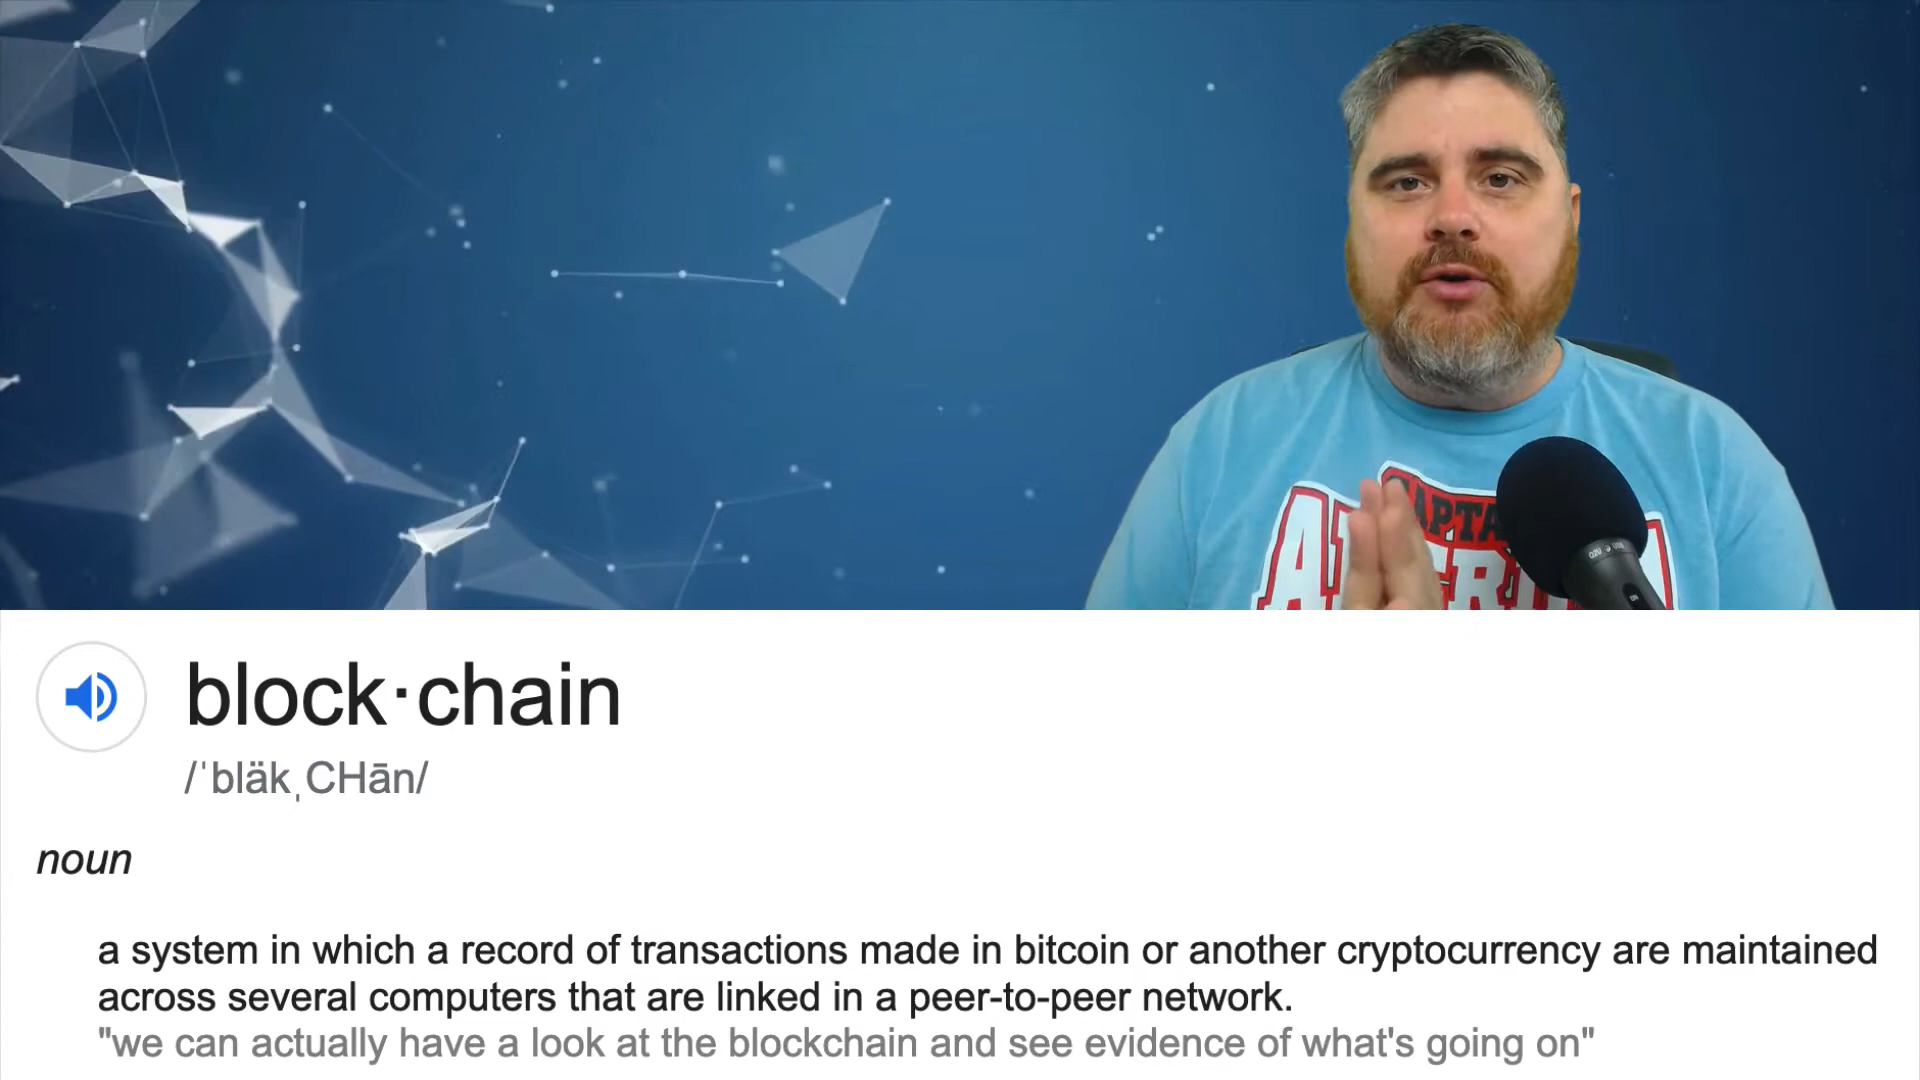 CAPTA
AMERICA
block·chain
/ˈbläkˌCHān/
noun
a system in which a record of transactions made in bitcoin or another cryptocurrency are maintained
across several computers that are linked in a peer-to-peer network.
"we can actually have a look at the blockchain and see evidence of what's going on"